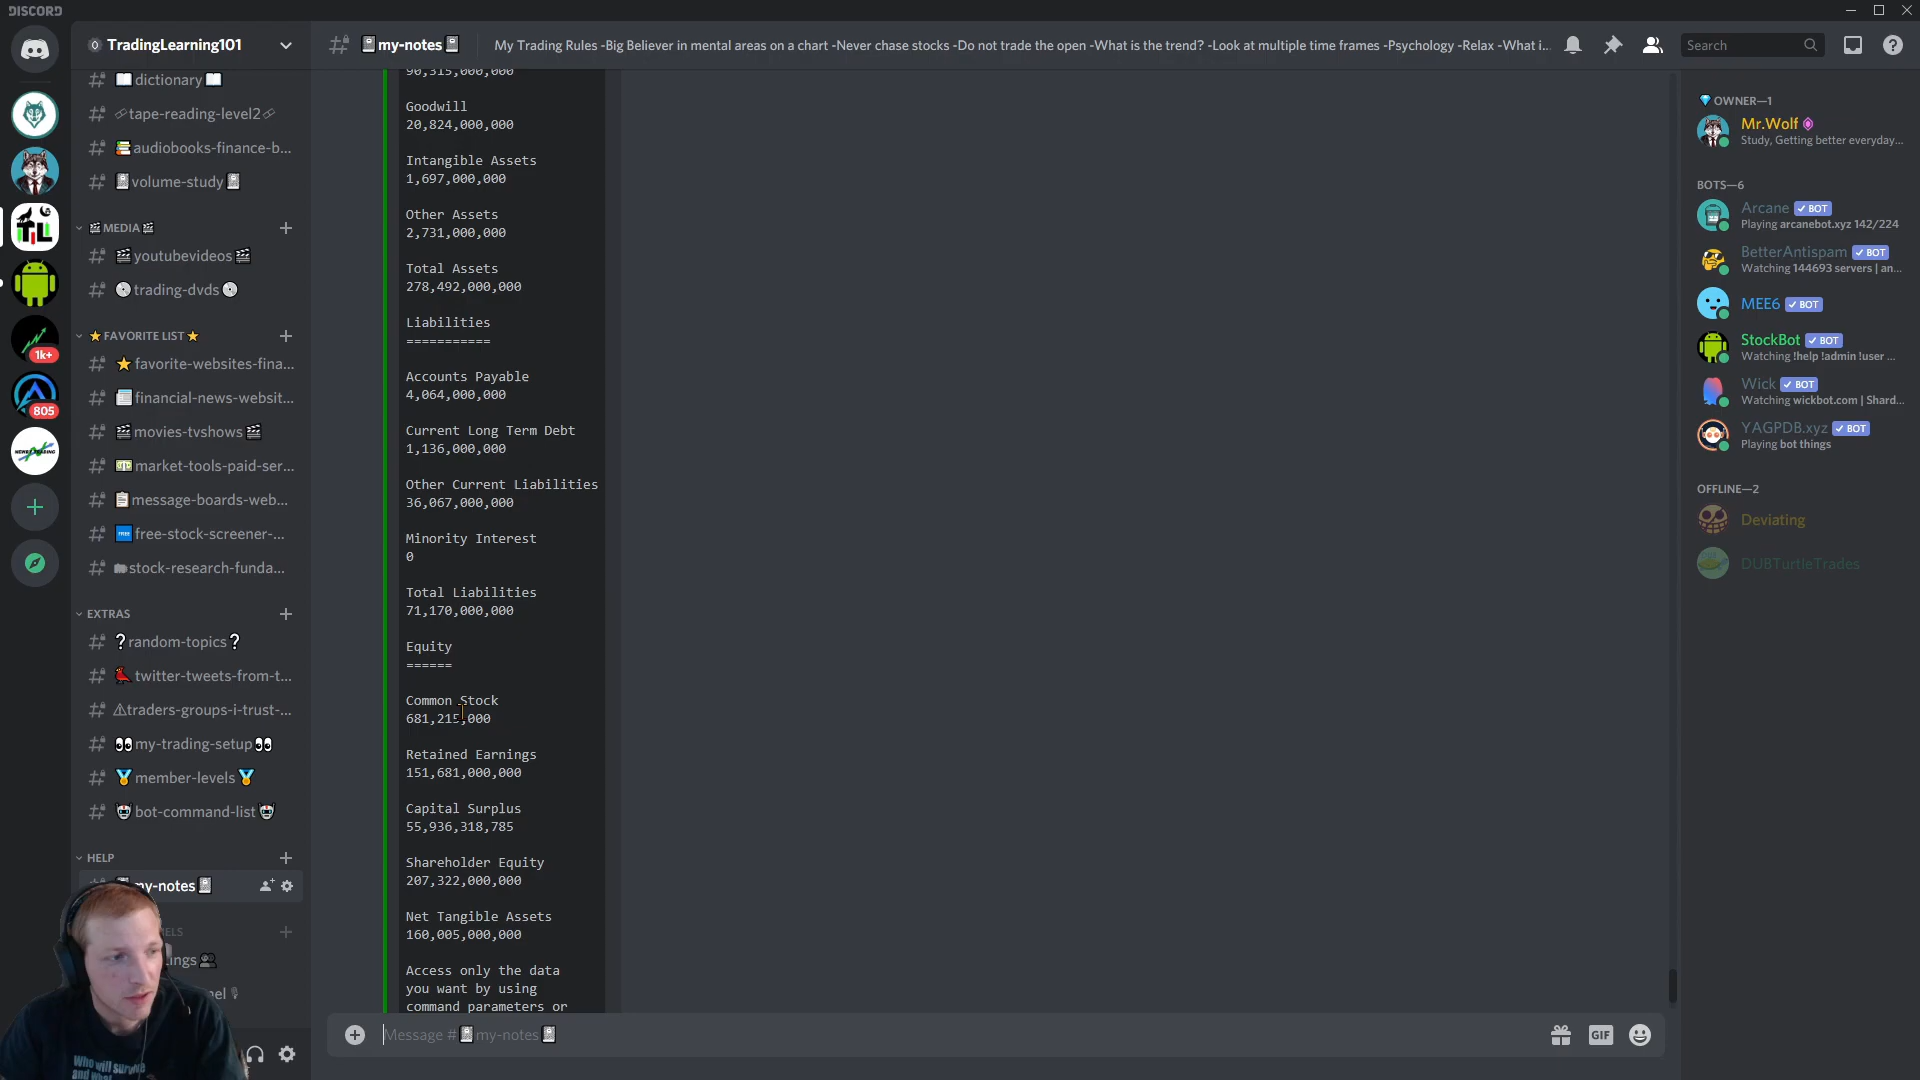 DISCORD
TradingLearning101
📓my-notes📓
My Trading Rules -Big Believer in mental areas on a chart -Never chase stocks -Do not trade the open -What is the trend? -Look at multiple time frames -Psychology -Relax -What i...
Search
dictionary
tape-reading-level2
audiobooks-finance-b...
volume-study
MEDIA
youtubevideos
trading-dvds
FAVORITE LIST
favorite-websites-fina...
financial-news-websit...
movies-tvshows
market-tools-paid-ser...
message-boards-web...
free-stock-screener-...
stock-research-funda...
EXTRAS
❓random-topics❓
twitter-tweets-from-t...
⚠traders-groups-i-trust-...
my-trading-setup
member-levels
bot-command-list
HELP
my-notes
1k+
805
90,315,000,000
Goodwill
20,824,000,000
Intangible Assets
1,697,000,000
Other Assets
2,731,000,000
Total Assets
278,492,000,000
Liabilities
===========
Accounts Payable
4,064,000,000
Current Long Term Debt
1,136,000,000
Other Current Liabilities
36,067,000,000
Minority Interest
0
Total Liabilities
71,170,000,000
Equity
======
Common Stock
681,215,000
Retained Earnings
151,681,000,000
Capital Surplus
55,936,318,785
Shareholder Equity
207,322,000,000
Net Tangible Assets
160,005,000,000
Access only the data
you want by using
command parameters or
Message #📓my-notes📓
GIF
OWNER—1
Mr.Wolf
Study, Getting better everyday...
BOTS—6
Arcane ✓ BOT
Playing arcanebot.xyz 142/224
BetterAntispam ✓ BOT
Watching 144693 servers | an...
MEE6 ✓ BOT
StockBot ✓ BOT
Watching !help !admin !user ...
Wick ✓ BOT
Watching wickbot.com | Shard...
YAGPDB.xyz ✓ BOT
Playing bot things
OFFLINE—2
Deviating
DUBTurtleTrades